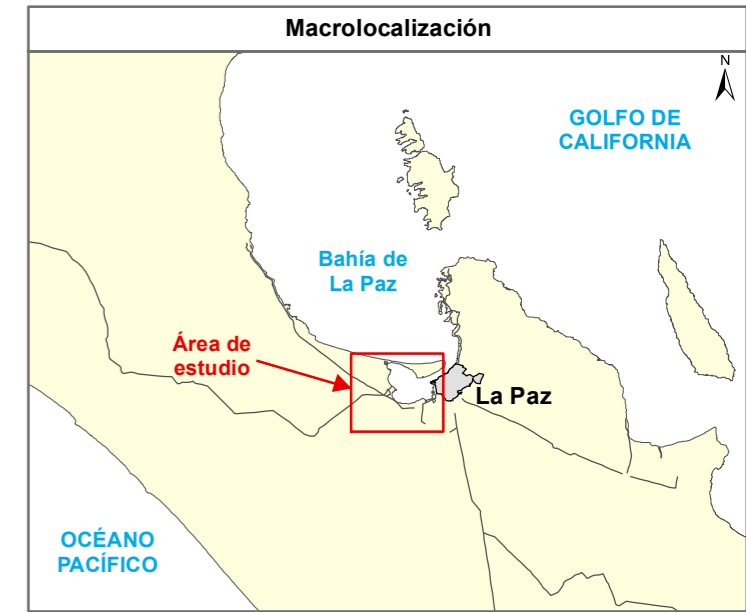 Macrolocalización
N
GOLFO DE
CALIFORNIA
Bahía de
La Paz
Área de
estudio
La Paz
OCÉANO
PACÍFICO